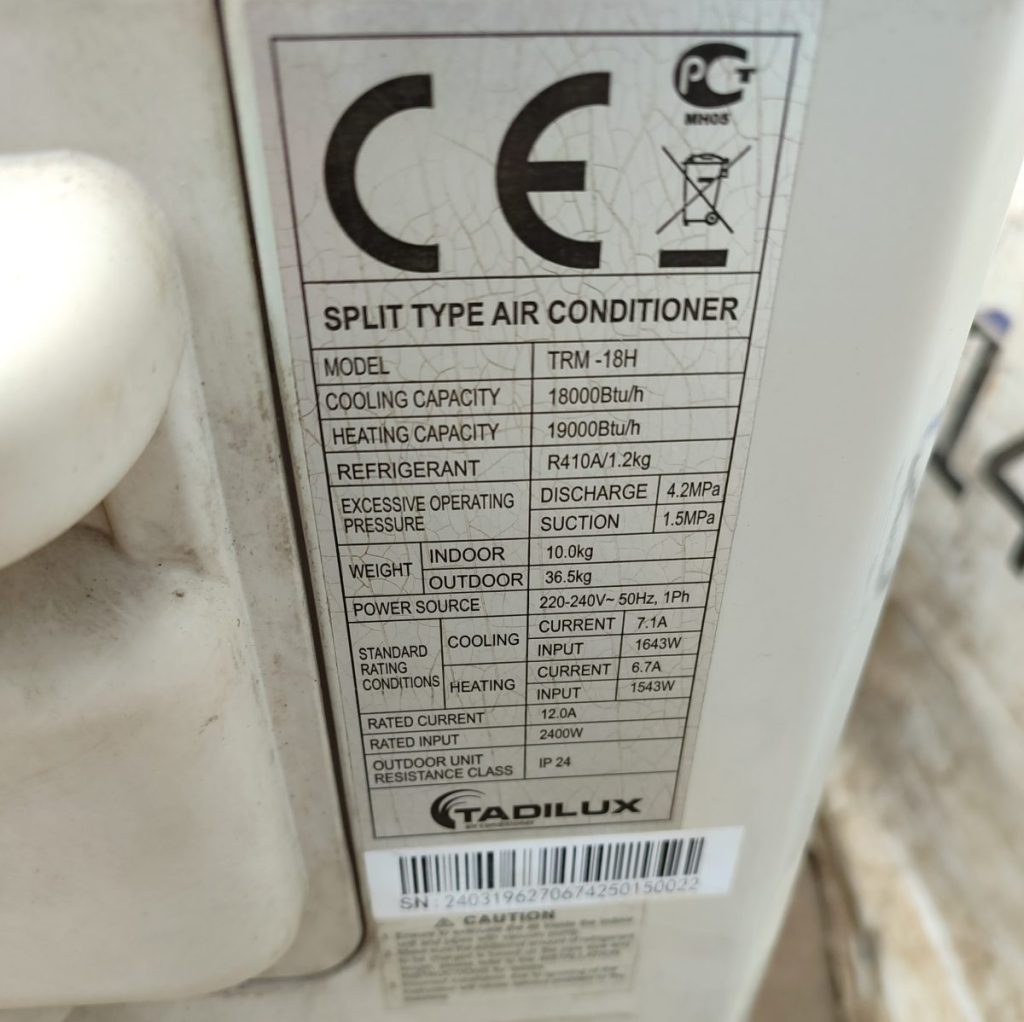 CE
PCT
MH05
SPLIT TYPE AIR CONDITIONER
MODEL TRM -18H
COOLING CAPACITY 18000Btu/h
HEATING CAPACITY 19000Btu/h
REFRIGERANT R410A/1.2kg
EXCESSIVE OPERATING PRESSURE DISCHARGE 4.2MPa
SUCTION 1.5MPa
WEIGHT INDOOR 10.0kg
OUTDOOR 36.5kg
POWER SOURCE 220-240V~ 50Hz, 1Ph
STANDARD RATING CONDITIONS COOLING CURRENT 7.1A
INPUT 1643W
HEATING CURRENT 6.7A
INPUT 1543W
RATED CURRENT 12.0A
RATED INPUT 2400W
OUTDOOR UNIT RESISTANCE CLASS IP 24
TADILUX
air conditioner
SN : 2403196270674250150022
CAUTION